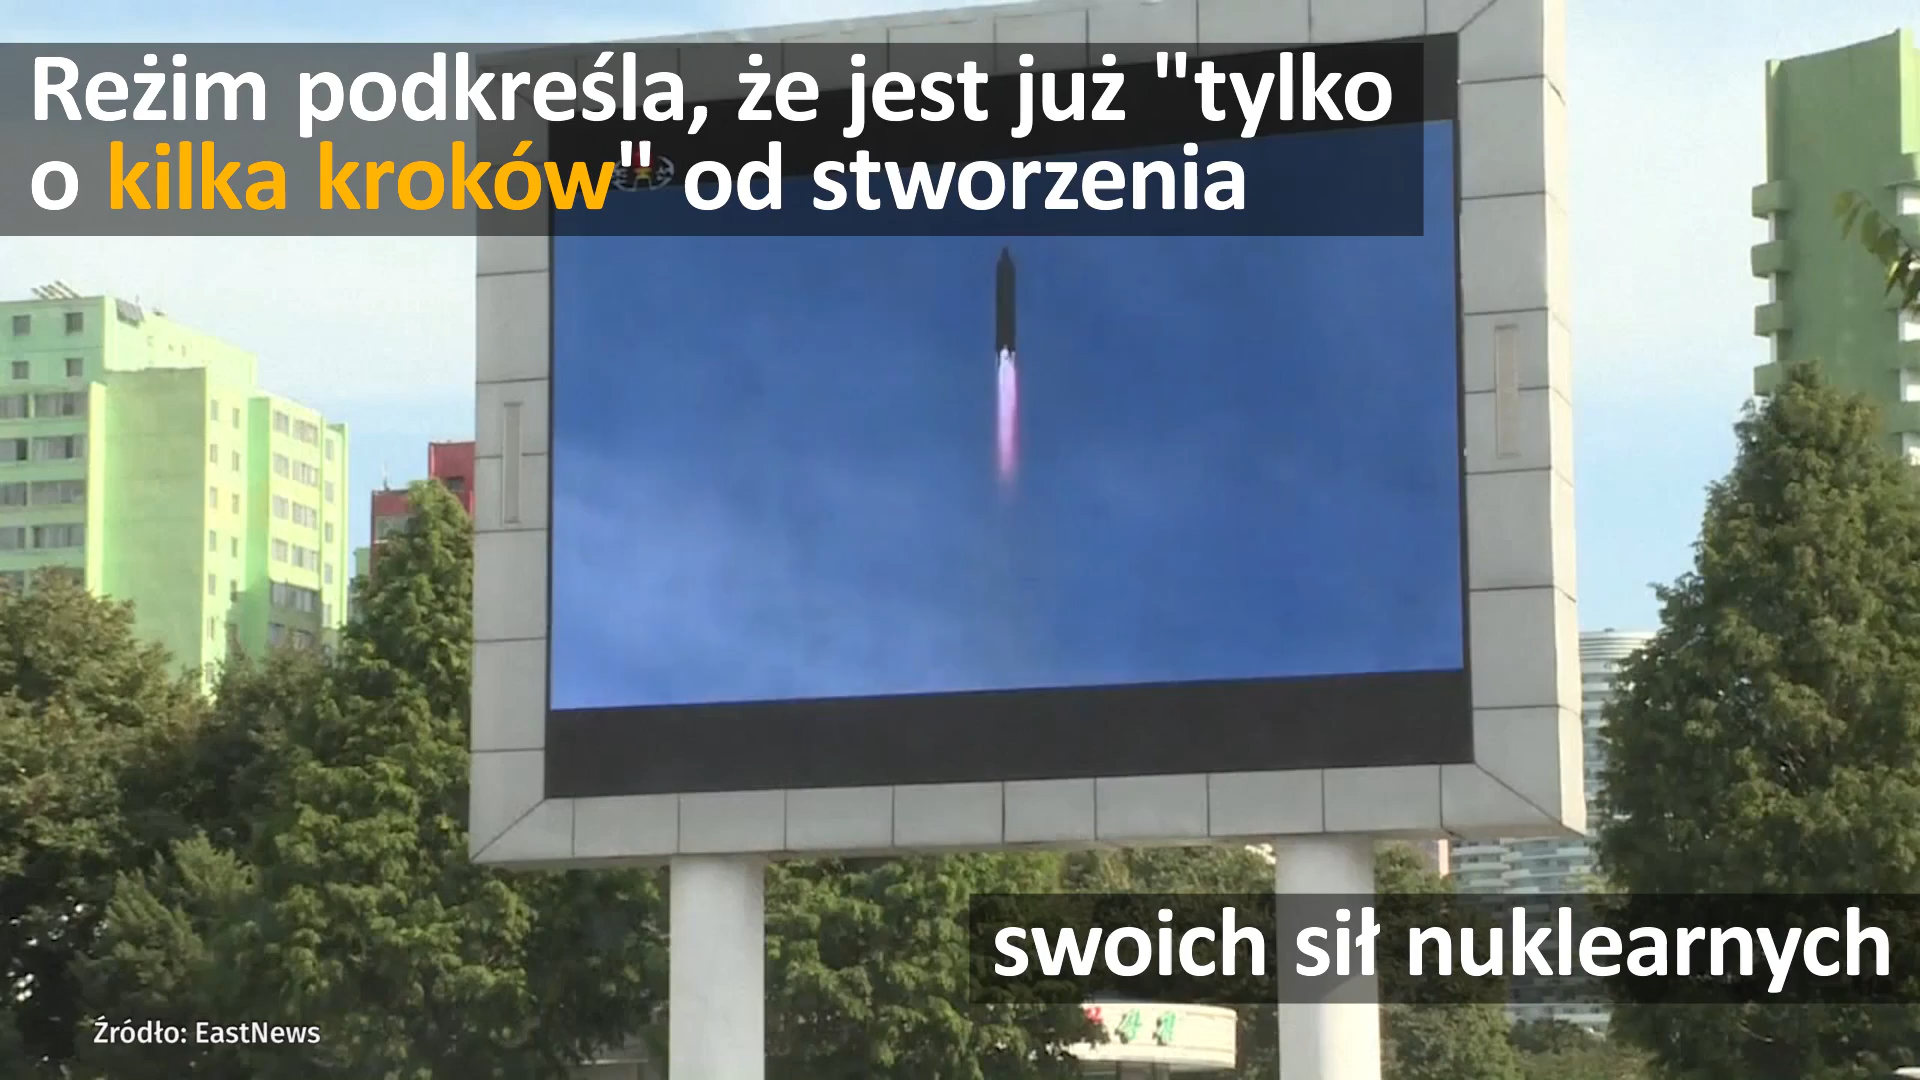 Reżim podkreśla, że jest już "tylko
o kilka kroków" od stworzenia
swoich sił nuklearnych
Źródło: EastNews